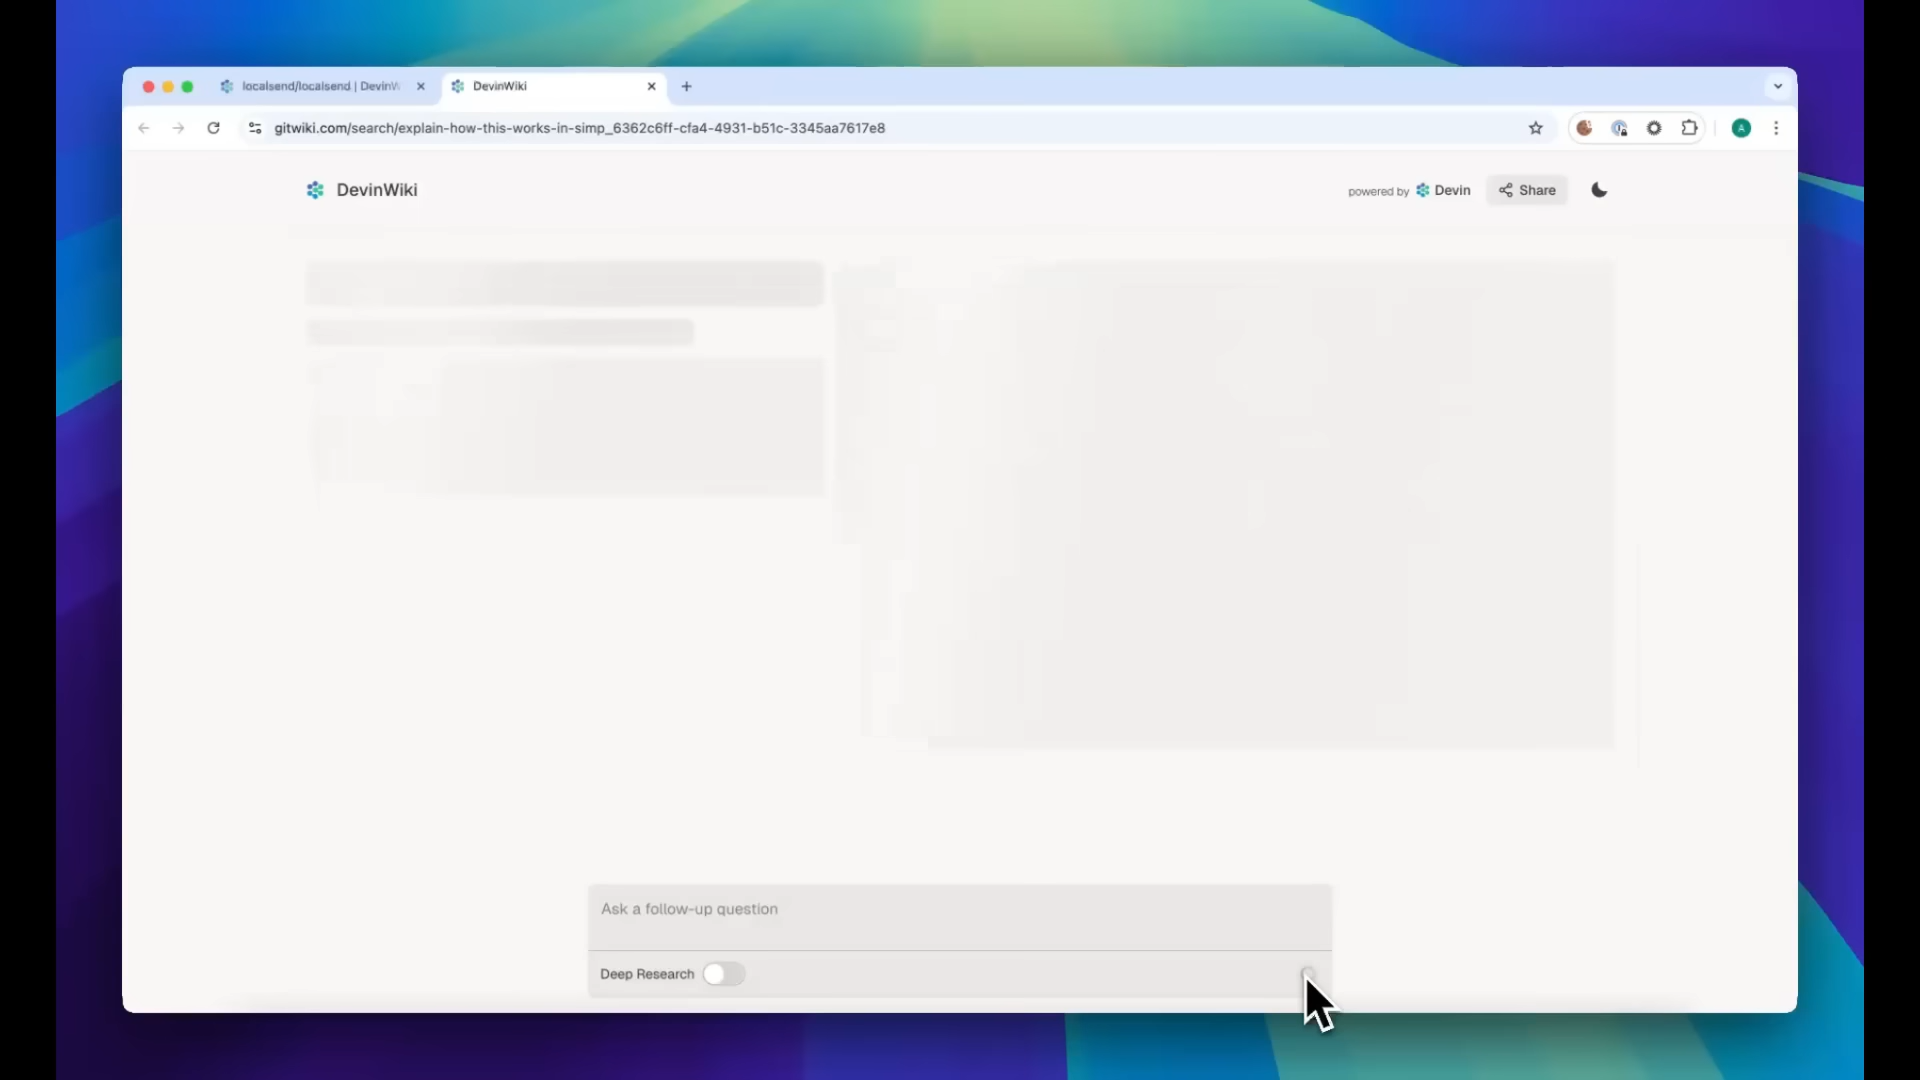 localsend/localsend | DevinW
DevinWiki
gitwiki.com/search/explain-how-this-works-in-simp_6362c6ff-cfa4-4931-b51c-3345aa7617e8
A
DevinWiki
powered by Devin
Share
Ask a follow-up question
Deep Research